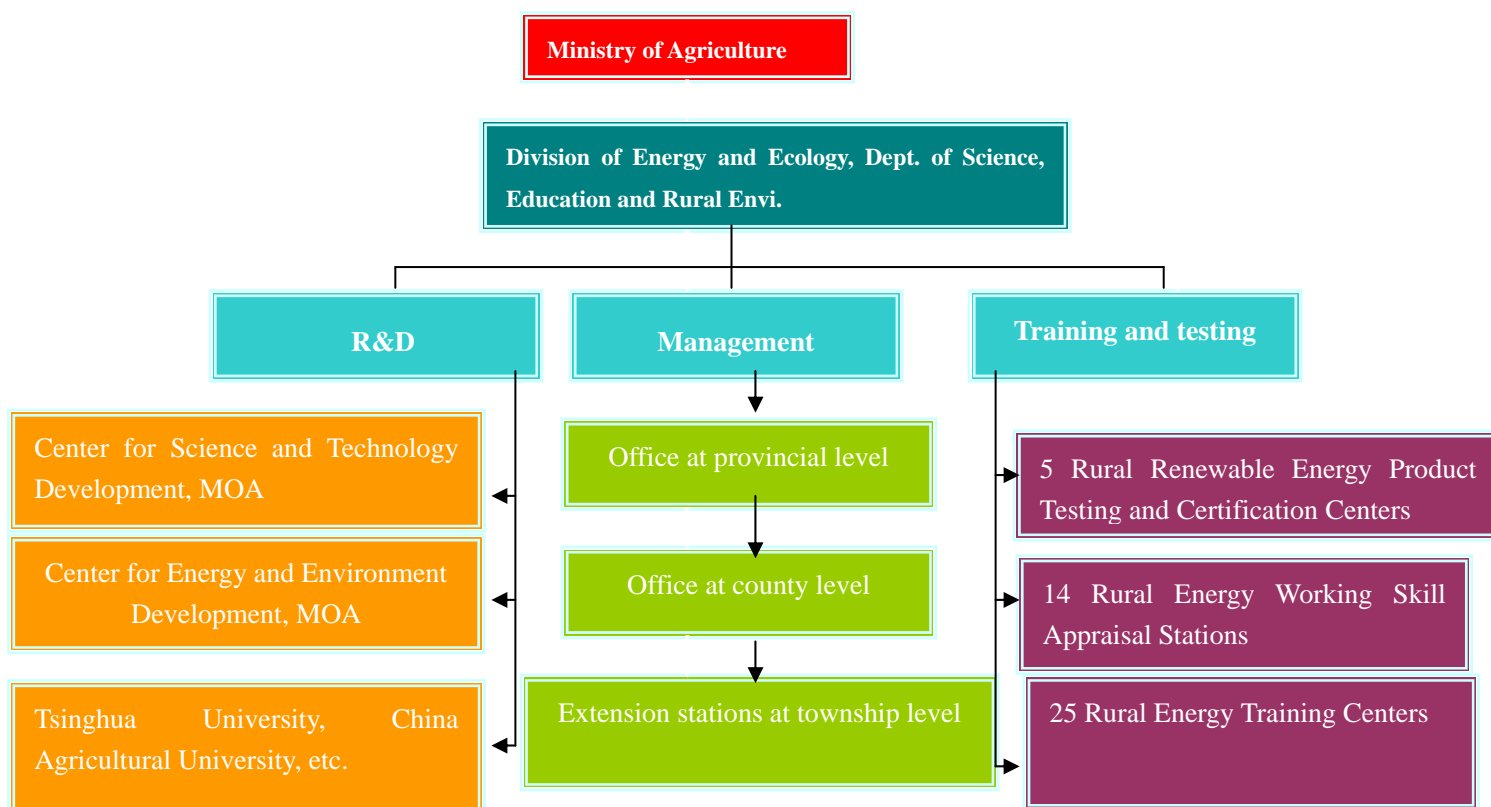 Ministry of Agriculture
Division of Energy and Ecology, Dept. of Science,
Education and Rural Envi.
R&D
Management
Training and testing
Center for Science and Technology
Development, MOA
Center for Energy and Environment
Development, MOA
Tsinghua University, China
Agricultural University, etc.
Office at provincial level
Office at county level
Extension stations at township level
5 Rural Renewable Energy Product
Testing and Certification Centers
14 Rural Energy Working Skill
Appraisal Stations
25 Rural Energy Training Centers